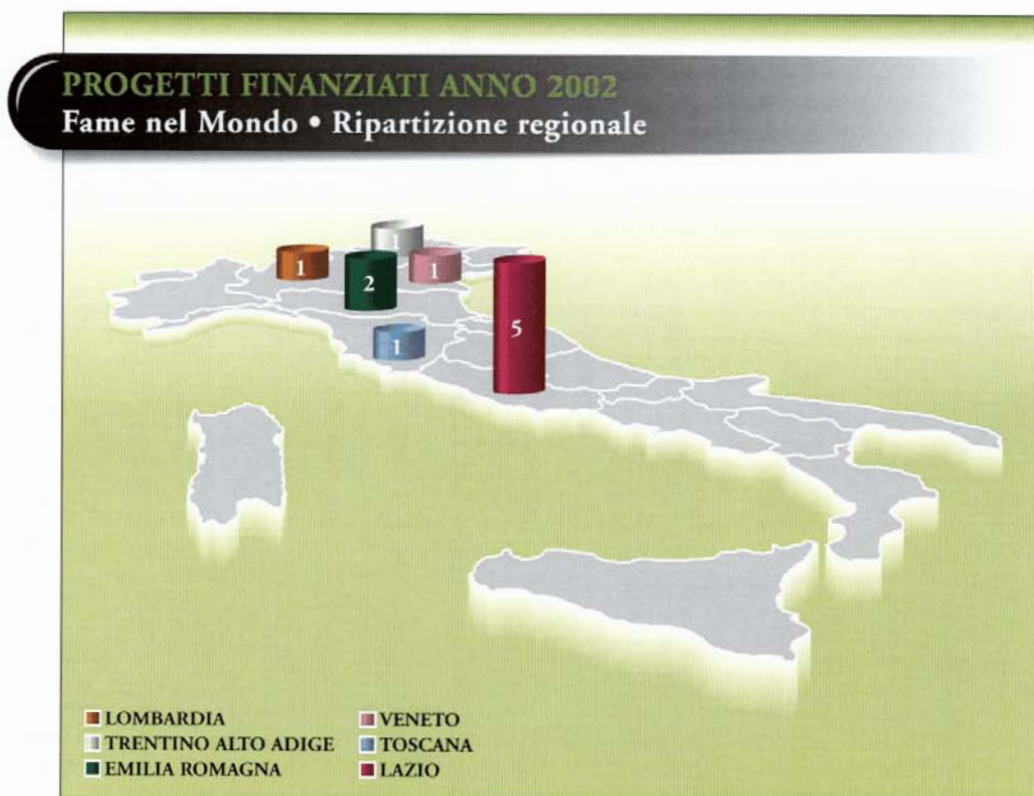 PROGETTI FINANZIATI ANNO 2002
Fame nel Mondo • Ripartizione regionale
1
1
2
1
1
5
LOMBARDIA
TRENTINO ALTO ADIGE
EMILIA ROMAGNA
VENETO
TOSCANA
LAZIO